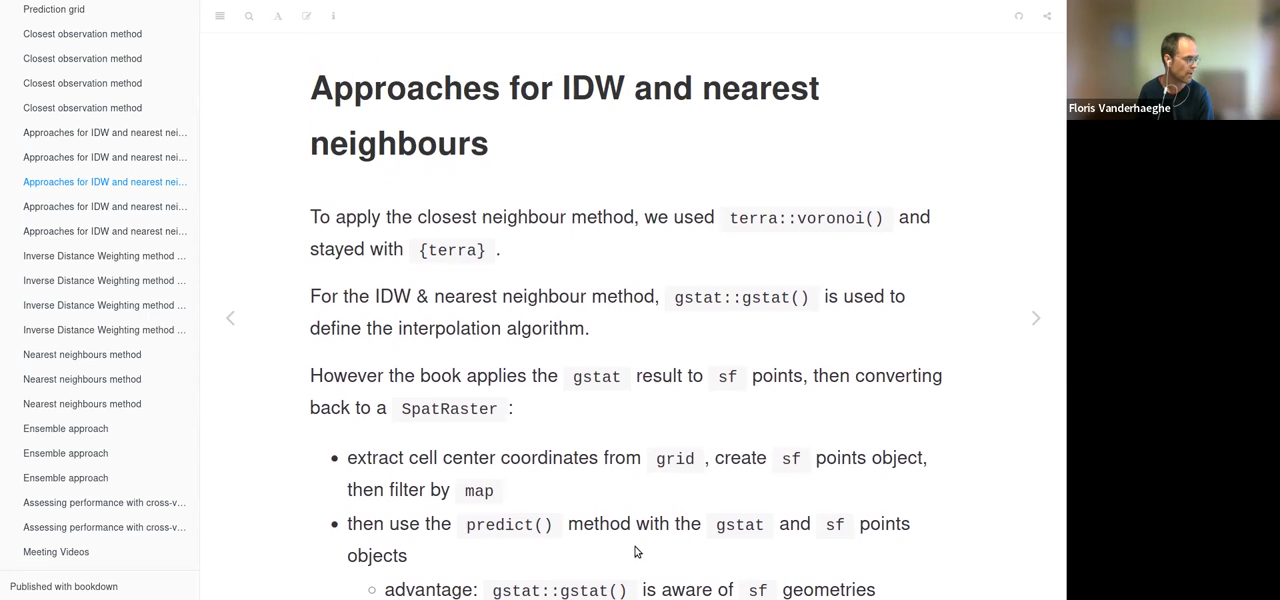 Prediction grid
Closest observation method
Closest observation method
Closest observation method
Closest observation method
Approaches for IDW and nearest nei...
Approaches for IDW and nearest nei...
Approaches for IDW and nearest nei...
Approaches for IDW and nearest nei...
Approaches for IDW and nearest nei...
Inverse Distance Weighting method ...
Inverse Distance Weighting method ...
Inverse Distance Weighting method ...
Inverse Distance Weighting method ...
Nearest neighbours method
Nearest neighbours method
Nearest neighbours method
Ensemble approach
Ensemble approach
Ensemble approach
Assessing performance with cross-v...
Assessing performance with cross-v...
Meeting Videos
Published with bookdown
Approaches for IDW and nearest
neighbours
To apply the closest neighbour method, we used terra::voronoi() and
stayed with {terra} .
For the IDW & nearest neighbour method, gstat::gstat() is used to
define the interpolation algorithm.
However the book applies the gstat result to sf points, then converting
back to a SpatRaster :
• extract cell center coordinates from grid , create sf points object,
then filter by map
• then use the predict() method with the gstat and sf points
objects
○ advantage: gstat::gstat() is aware of sf geometries
Floris Vanderhaeghe